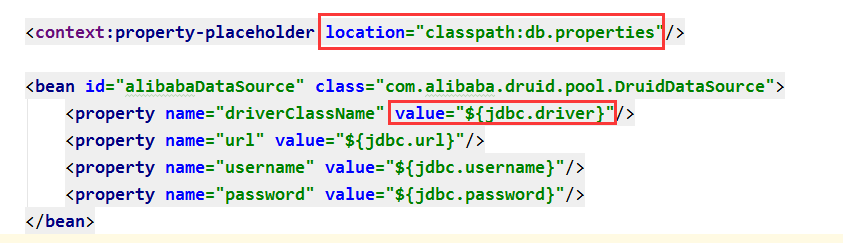 <context:property-placeholder location="classpath:db.properties"/>
<bean id="alibabaDataSource" class="com.alibaba.druid.pool.DruidDataSource">
<property name="driverClassName" value="${jdbc.driver}"/>
<property name="url" value="${jdbc.url}"/>
<property name="username" value="${jdbc.username}"/>
<property name="password" value="${jdbc.password}"/>
</bean>